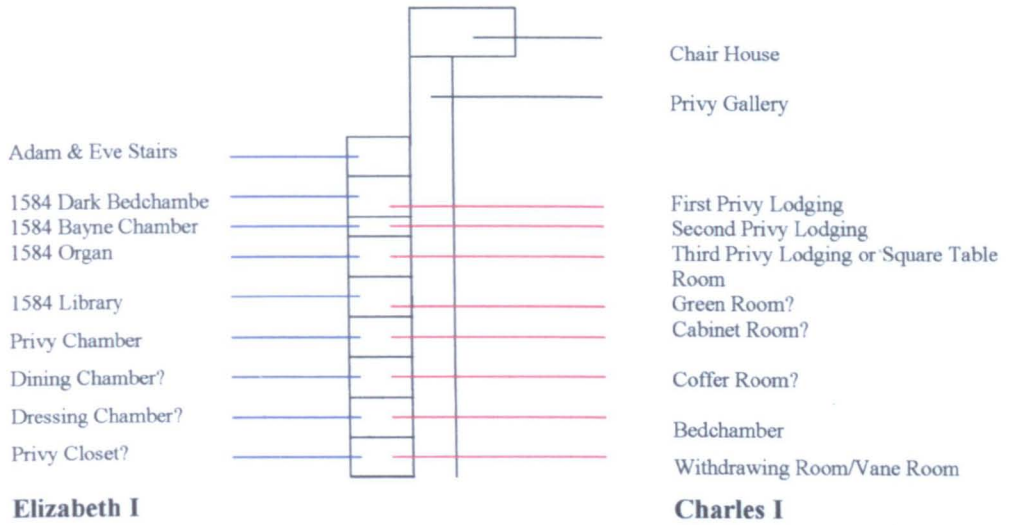 Chair House
Privy Gallery
Adam & Eve Stairs
1584 Dark Bedchambe
1584 Bayne Chamber
1584 Organ
1584 Library
Privy Chamber
Dining Chamber?
Dressing Chamber?
Privy Closet?
Elizabeth I
First Privy Lodging
Second Privy Lodging
Third Privy Lodging or Square Table
Room
Green Room?
Cabinet Room?
Coffer Room?
Bedchamber
Withdrawing Room/Vane Room
Charles I